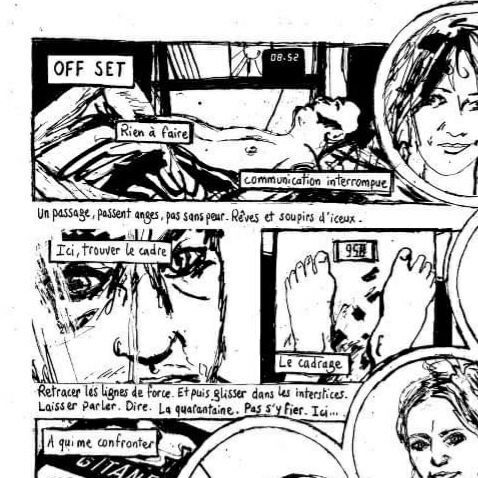 OFF SET
08.52
Rien à faire
communication interrompue
Un passage, passent anges, pas sans peur. Rêves et soupirs d'iceux.
Ici, trouver le cadre
Le cadrage
Retracer les lignes de force. Et puis glisser dans les interstices.
Laisser parler. Dire. La quarantaine. Pas s'y fier. Ici...
A qui me confronter
GITANE